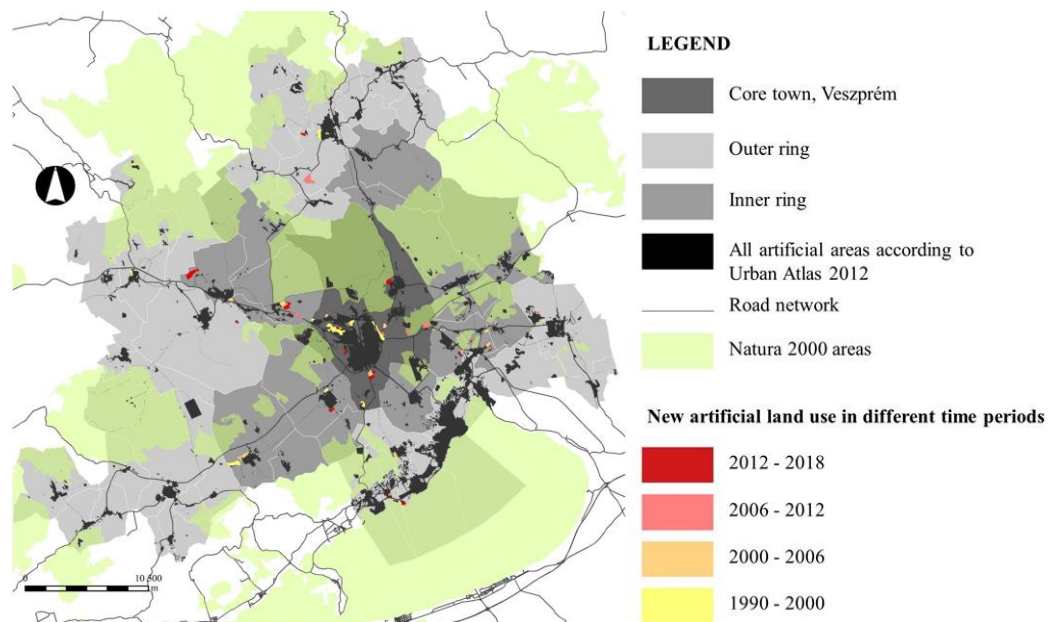 LEGEND
Core town, Veszprém
Outer ring
Inner ring
All artificial areas according to
Urban Atlas 2012
Road network
Natura 2000 areas
New artificial land use in different time periods
2012 - 2018
2006 - 2012
2000 - 2006
1990 - 2000
0 10 500
m